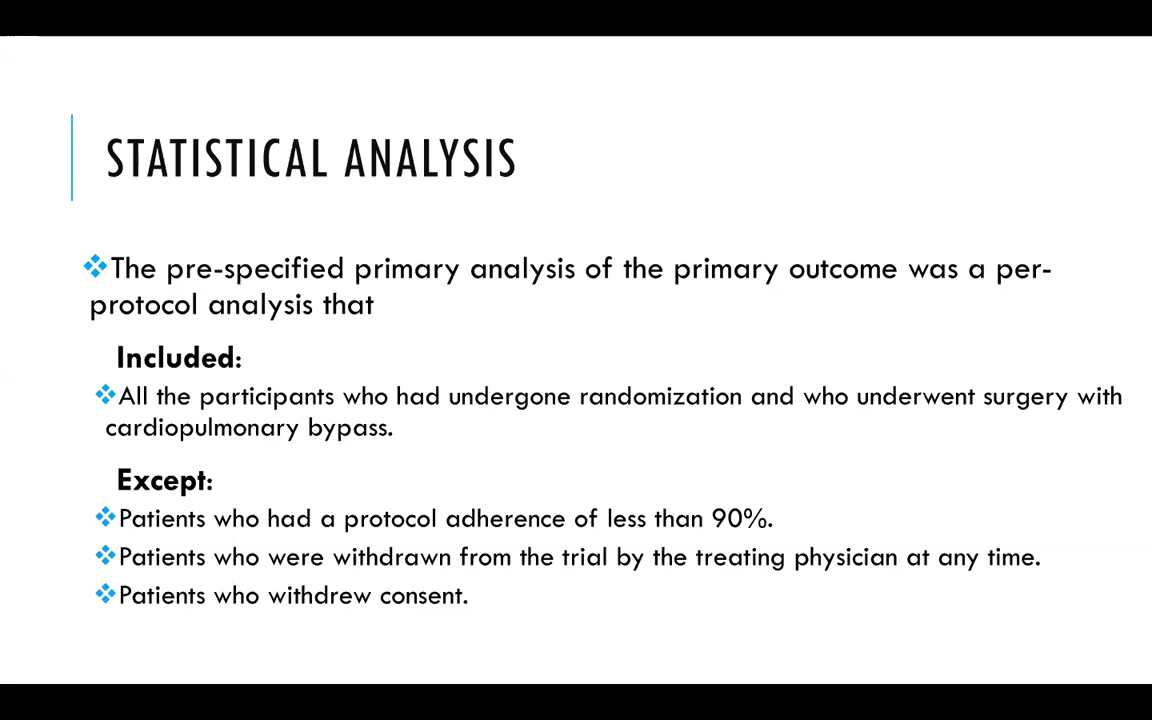 STATISTICAL ANALYSIS
❖The pre-specified primary analysis of the primary outcome was a per-
protocol analysis that
Included:
❖All the participants who had undergone randomization and who underwent surgery with
cardiopulmonary bypass.
Except:
❖Patients who had a protocol adherence of less than 90%.
❖Patients who were withdrawn from the trial by the treating physician at any time.
❖Patients who withdrew consent.